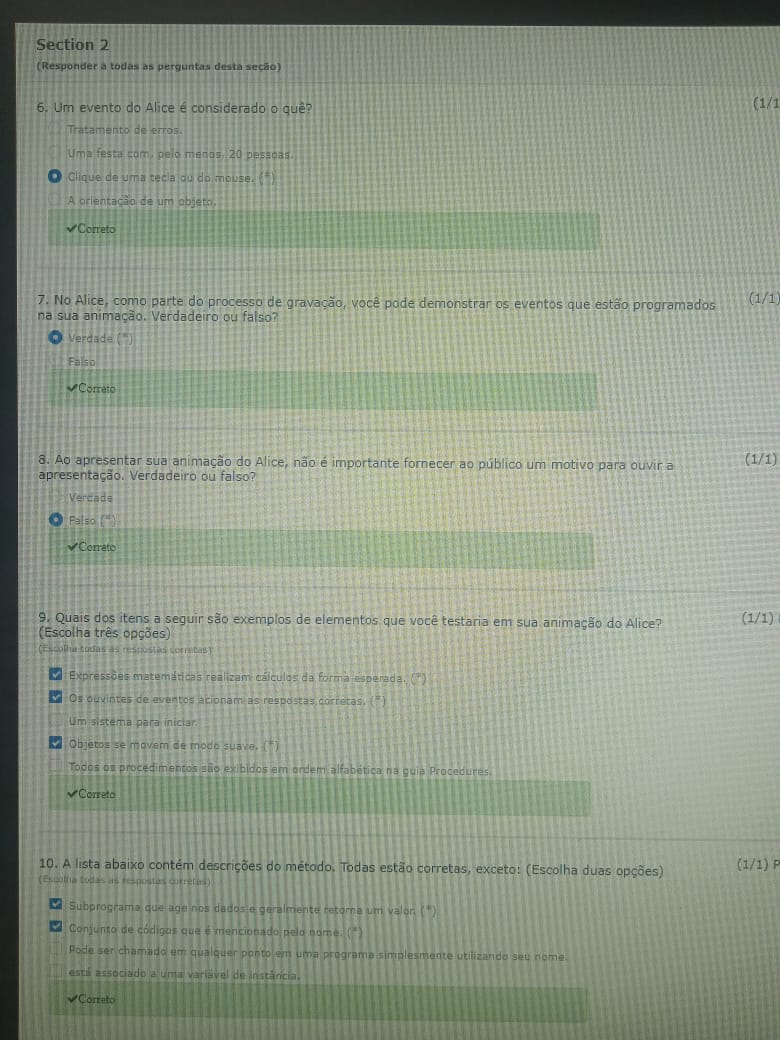 Section 2
(Responder a todas as perguntas desta seção)
6. Um evento do Alice é considerado o quê?
(1/1
Tratamento de erros.
Uma festa com, pelo menos, 20 pessoas.
Clique de uma tecla ou do mouse. (*)
A orientação de um objeto.
✔Correto
7. No Alice, como parte do processo de gravação, você pode demonstrar os eventos que estão programados
(1/1)
na sua animação. Verdadeiro ou falso?
Verdade (*)
Falso
✔Correto
8. Ao apresentar sua animação do Alice, não é importante fornecer ao público um motivo para ouvir a
(1/1)
apresentação. Verdadeiro ou falso?
Verdade
Falso (*)
✔Correto
9. Quais dos itens a seguir são exemplos de elementos que você testaria em sua animação do Alice?
(1/1)
(Escolha três opções)
(Escolha todas as respostas corretas)
Expressões matemáticas realizam cálculos da forma esperada. (*)
Os ouvintes de eventos acionam as respostas corretas. (*)
Um sistema para iniciar.
Objetos se movem de modo suave. (*)
Todos os procedimentos são exibidos em ordem alfabética na guia Procedures.
✔Correto
10. A lista abaixo contém descrições do método. Todas estão corretas, exceto: (Escolha duas opções)
(1/1) P
(Escolha todas as respostas corretas)
Subprograma que age nos dados e geralmente retorna um valor. (*)
Conjunto de códigos que é mencionado pelo nome. (*)
Pode ser chamado em qualquer ponto em uma programa simplesmente utilizando seu nome.
está associado a uma variável de instância.
✔Correto